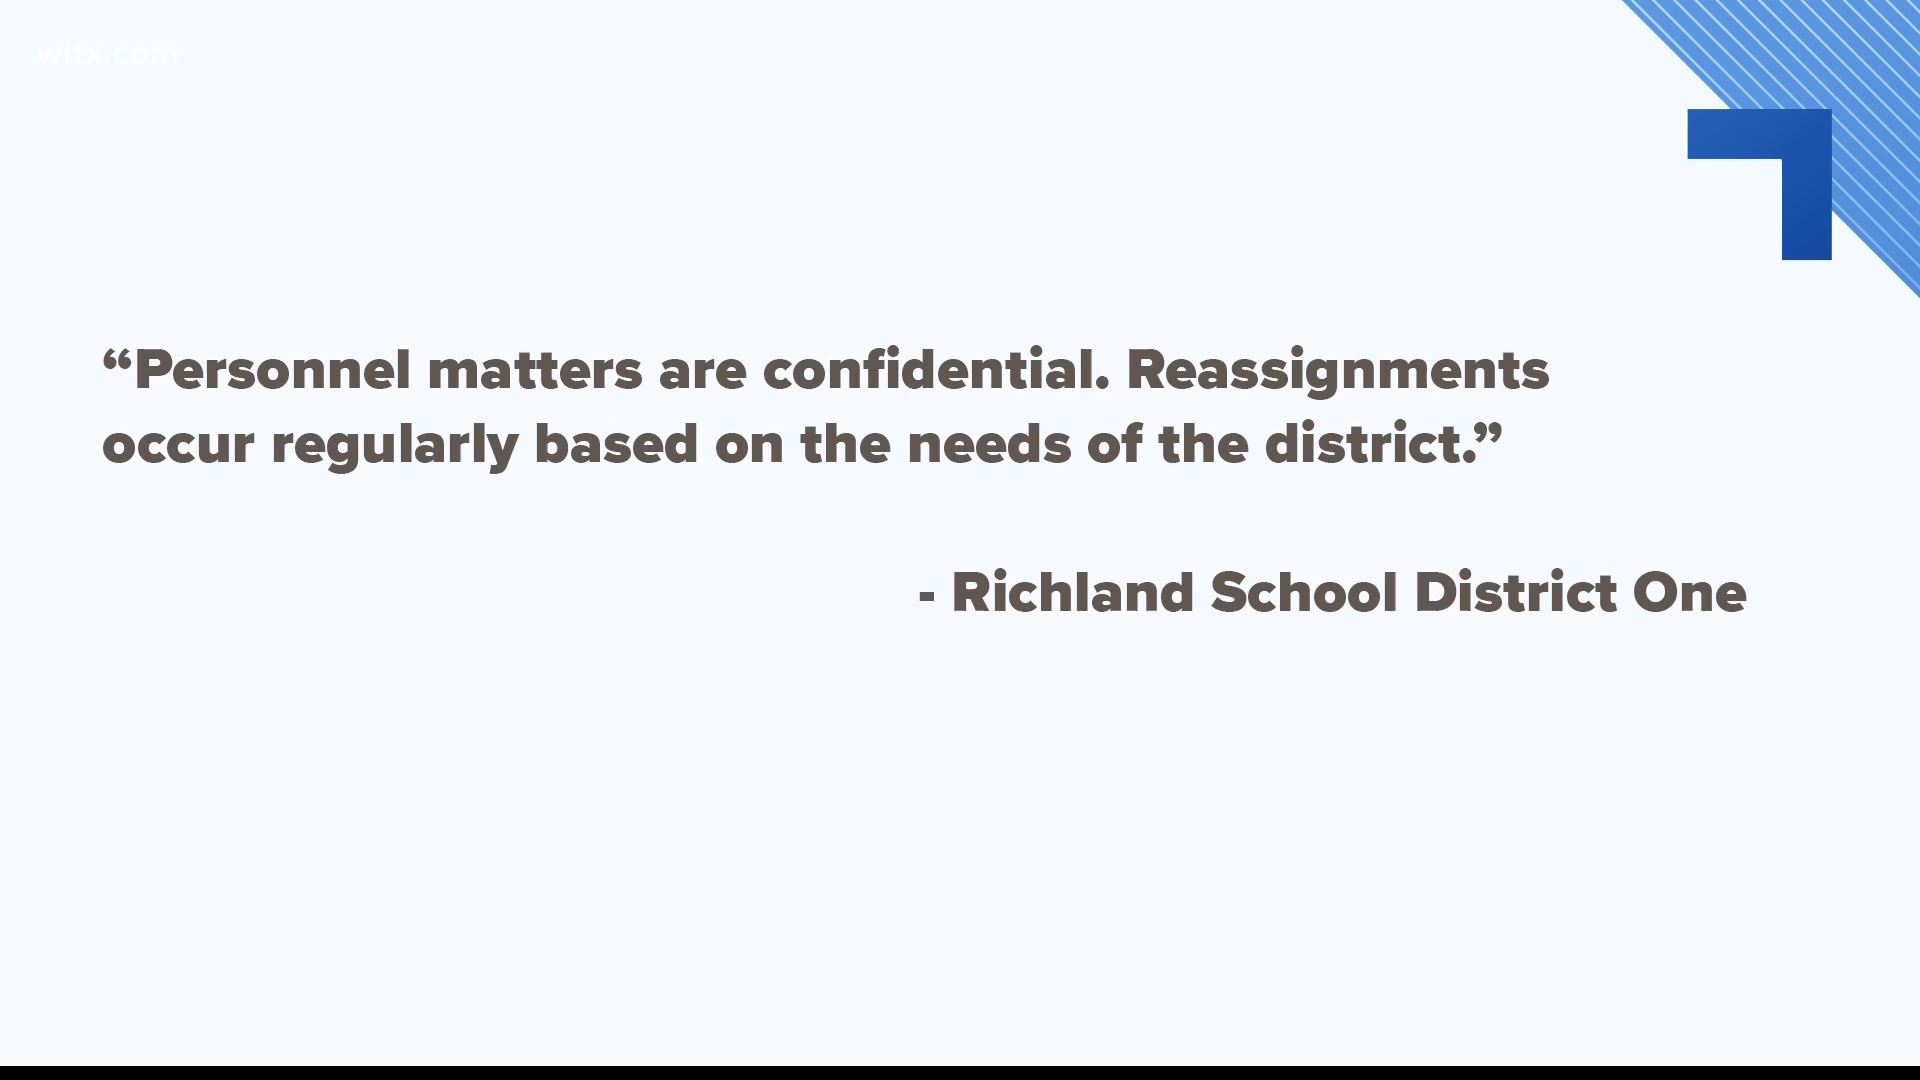 wltx.com
“Personnel matters are confidential. Reassignments
occur regularly based on the needs of the district.”
- Richland School District One